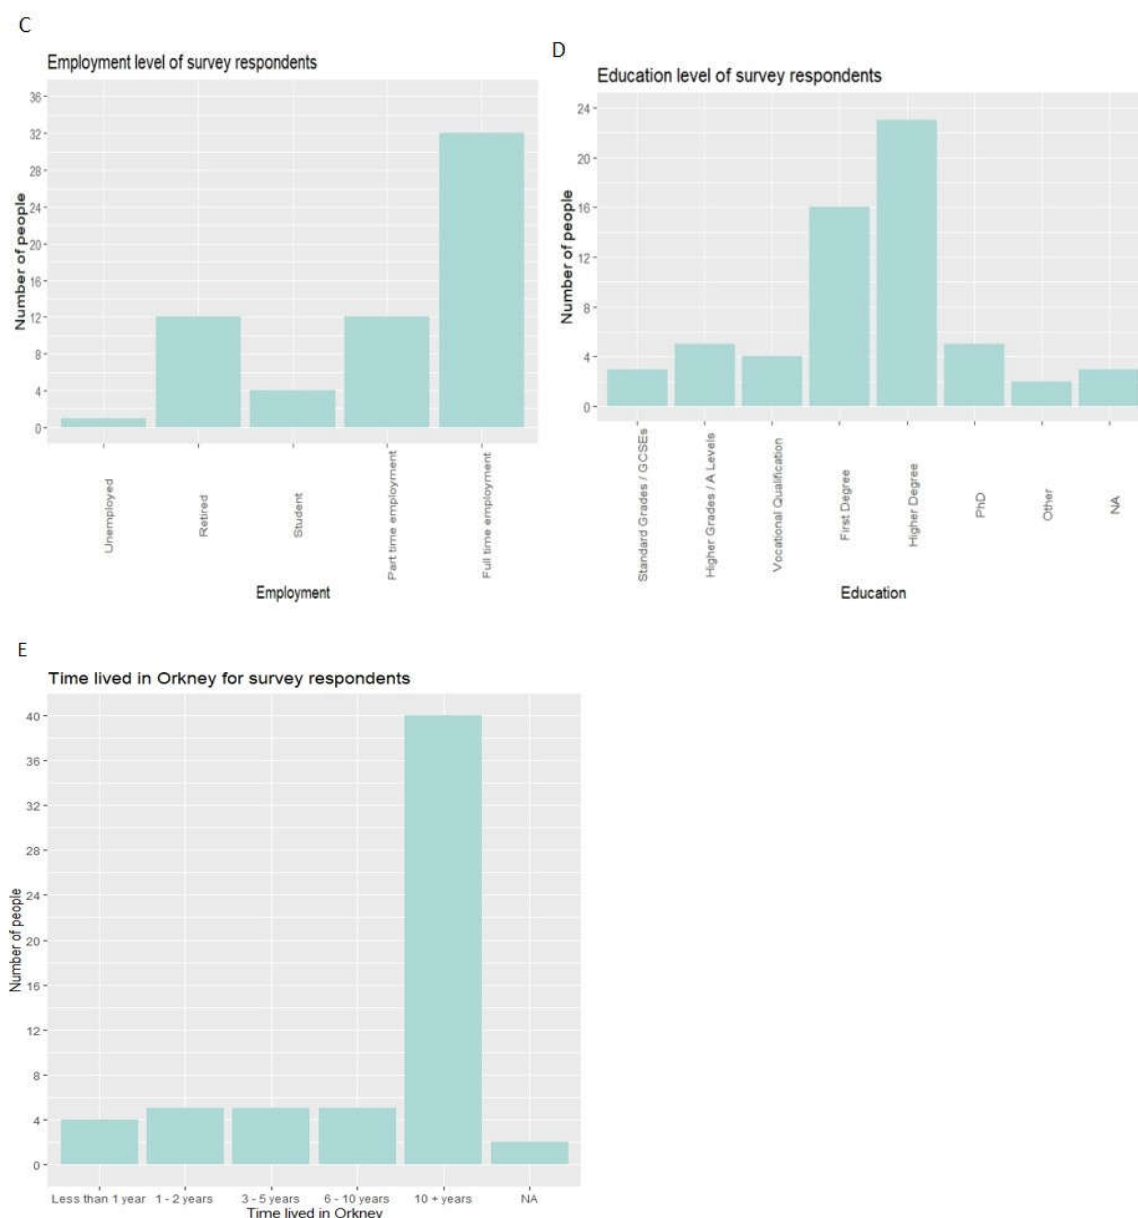 C
Employment level of survey respondents
Number of people
36
32
28
24
20
16
12
8
4
0
Unemployed
Retired
Student
Part time employment
Full time employment
Employment
D
Education level of survey respondents
Number of people
24
20
16
12
8
4
0
Standard Grades / GCSEs
Higher Grades / A Levels
Vocational Qualification
First Degree
Higher Degree
PhD
Other
NA
Education
E
Time lived in Orkney for survey respondents
Number of people
40
36
32
28
24
20
16
12
8
4
0
Less than 1 year
1 - 2 years
3 - 5 years
6 - 10 years
10 + years
NA
Time lived in Orkney